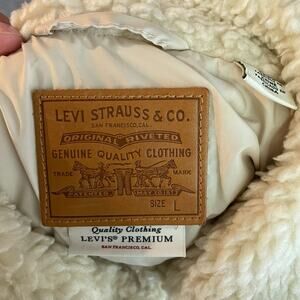 LEVI STRAUSS & CO.
SAN FRANCISCO, CAL.
ORIGINAL RIVETED
GENUINE QUALITY CLOTHING
TRADE MARK
SIZE L
Quality Clothing
LEVI'S® PREMIUM
SAN FRANCISCO, CAL.